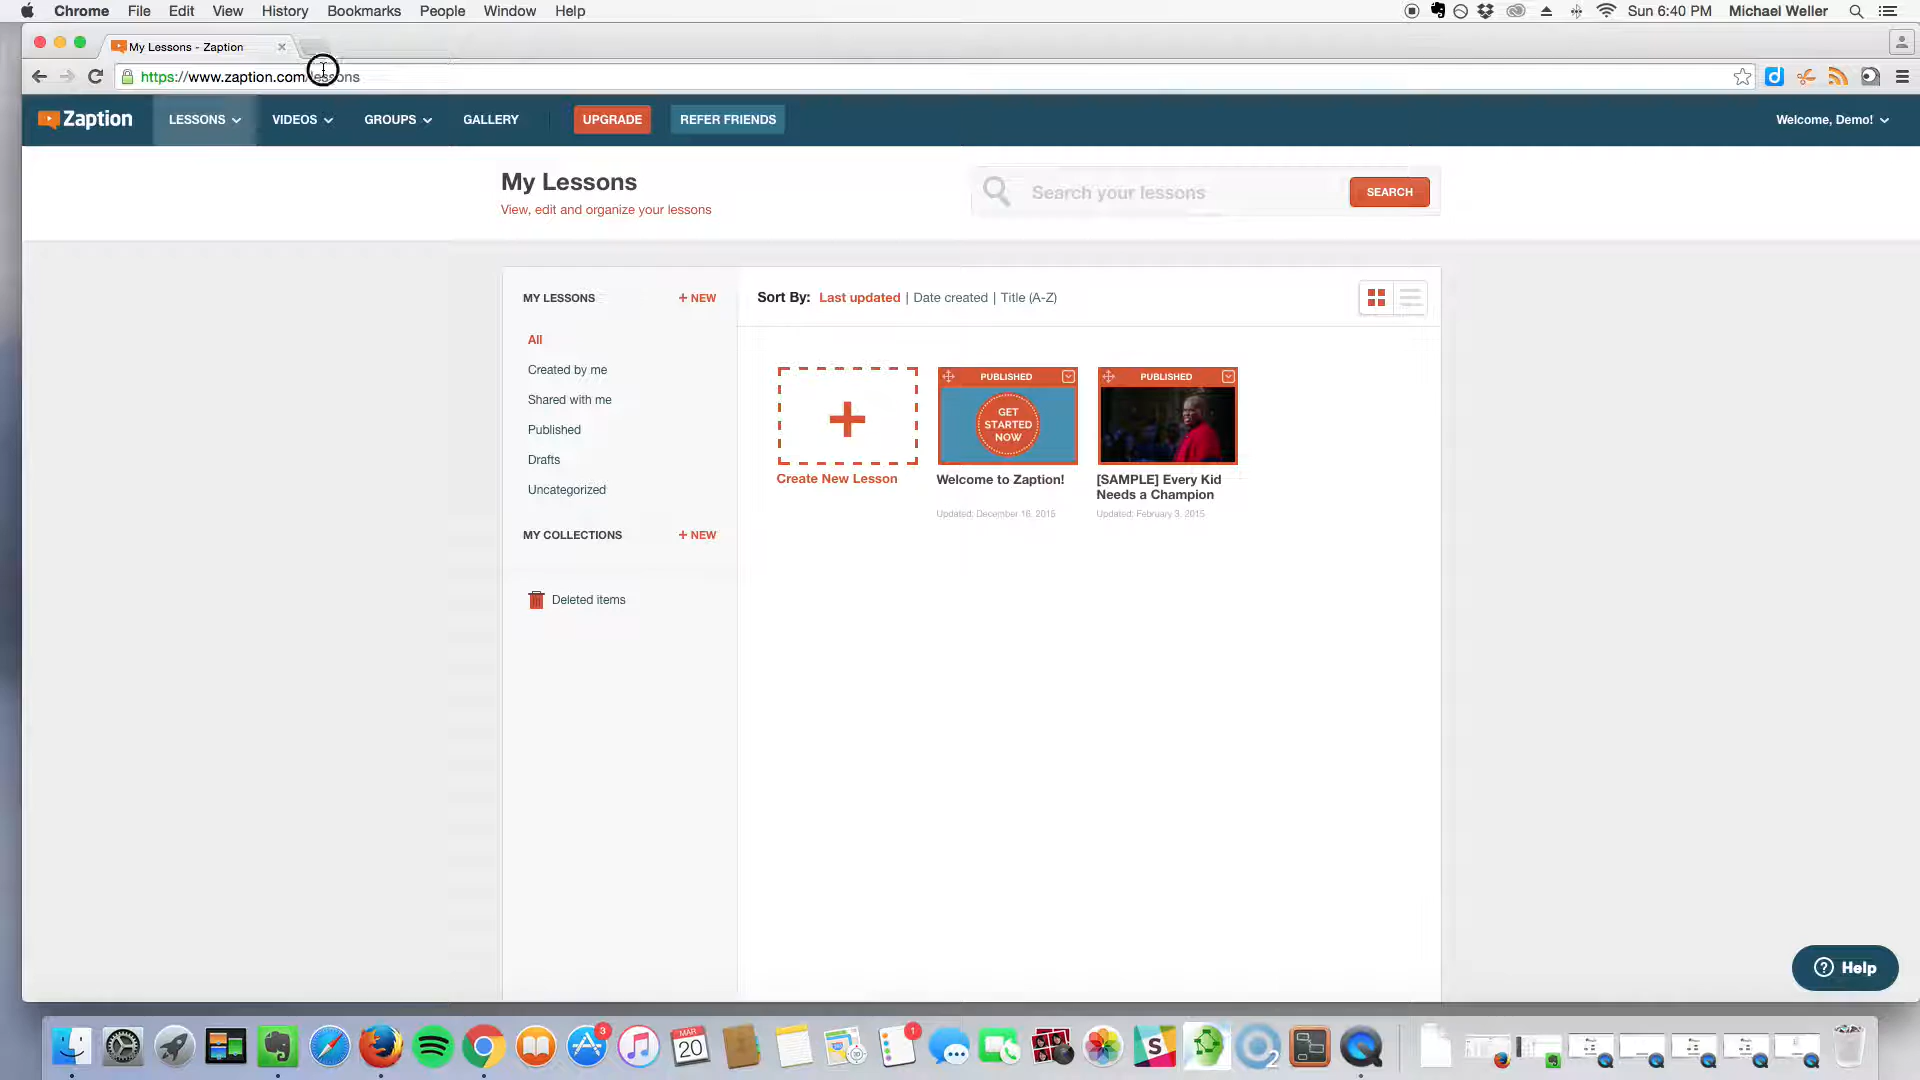 Chrome File Edit View History Bookmarks People Window Help Sun 6:40 PM Michael Weller
My Lessons - Zaption
https://www.zaption.com/lessons
Zaption LESSONS VIDEOS GROUPS GALLERY UPGRADE REFER FRIENDS Welcome, Demo!
My Lessons
View, edit and organize your lessons
Search your lessons SEARCH
MY LESSONS + NEW
Sort By: Last updated | Date created | Title (A-Z)
All
Created by me
Shared with me
Published
Drafts
Uncategorized
MY COLLECTIONS + NEW
Deleted items
Create New Lesson
PUBLISHED
GET
STARTED
NOW
Welcome to Zaption!
Updated: December 16, 2015
PUBLISHED
[SAMPLE] Every Kid
Needs a Champion
Updated: February 3, 2015
? Help
3
MAR
20
1
S
2